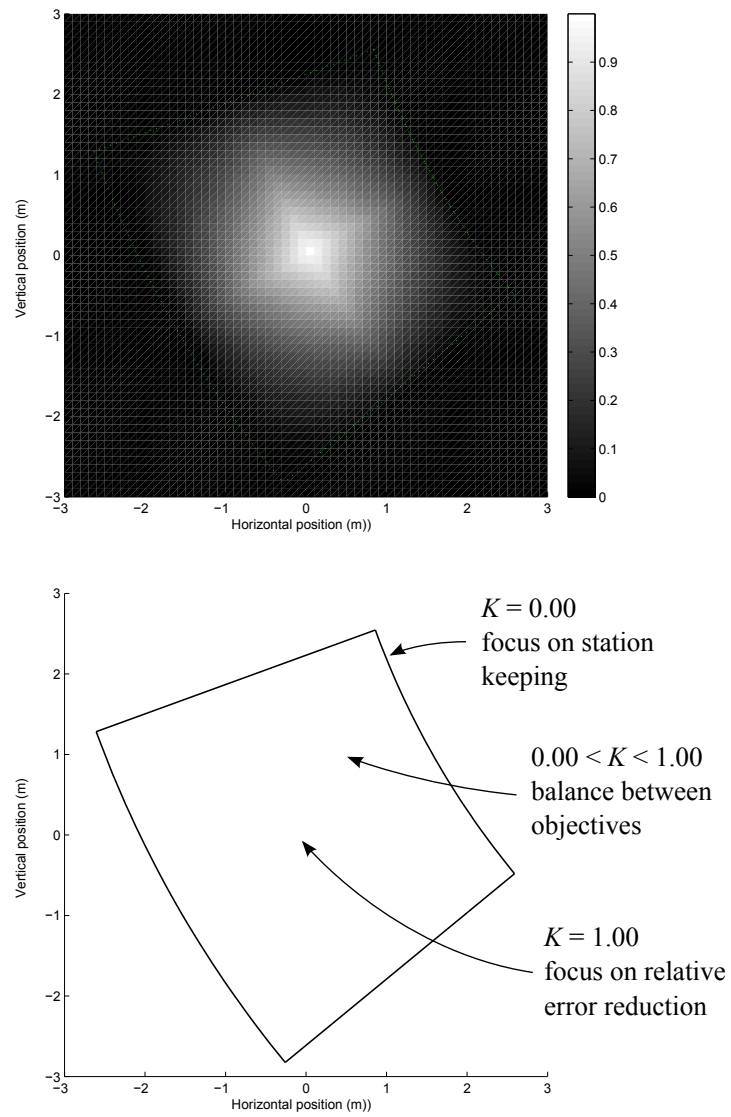 3
2
1
0
−1
−2
−3
Vertical position (m)
−3 −2 −1 0 1 2 3
Horizontal position (m))
0.9
0.8
0.7
0.6
0.5
0.4
0.3
0.2
0.1
0
3
2
1
0
−1
−2
−3
Vertical position (m)
−3 −2 −1 0 1 2 3
Horizontal position (m))
K = 0.00
focus on station
keeping
0.00 < K < 1.00
balance between
objectives
K = 1.00
focus on relative
error reduction